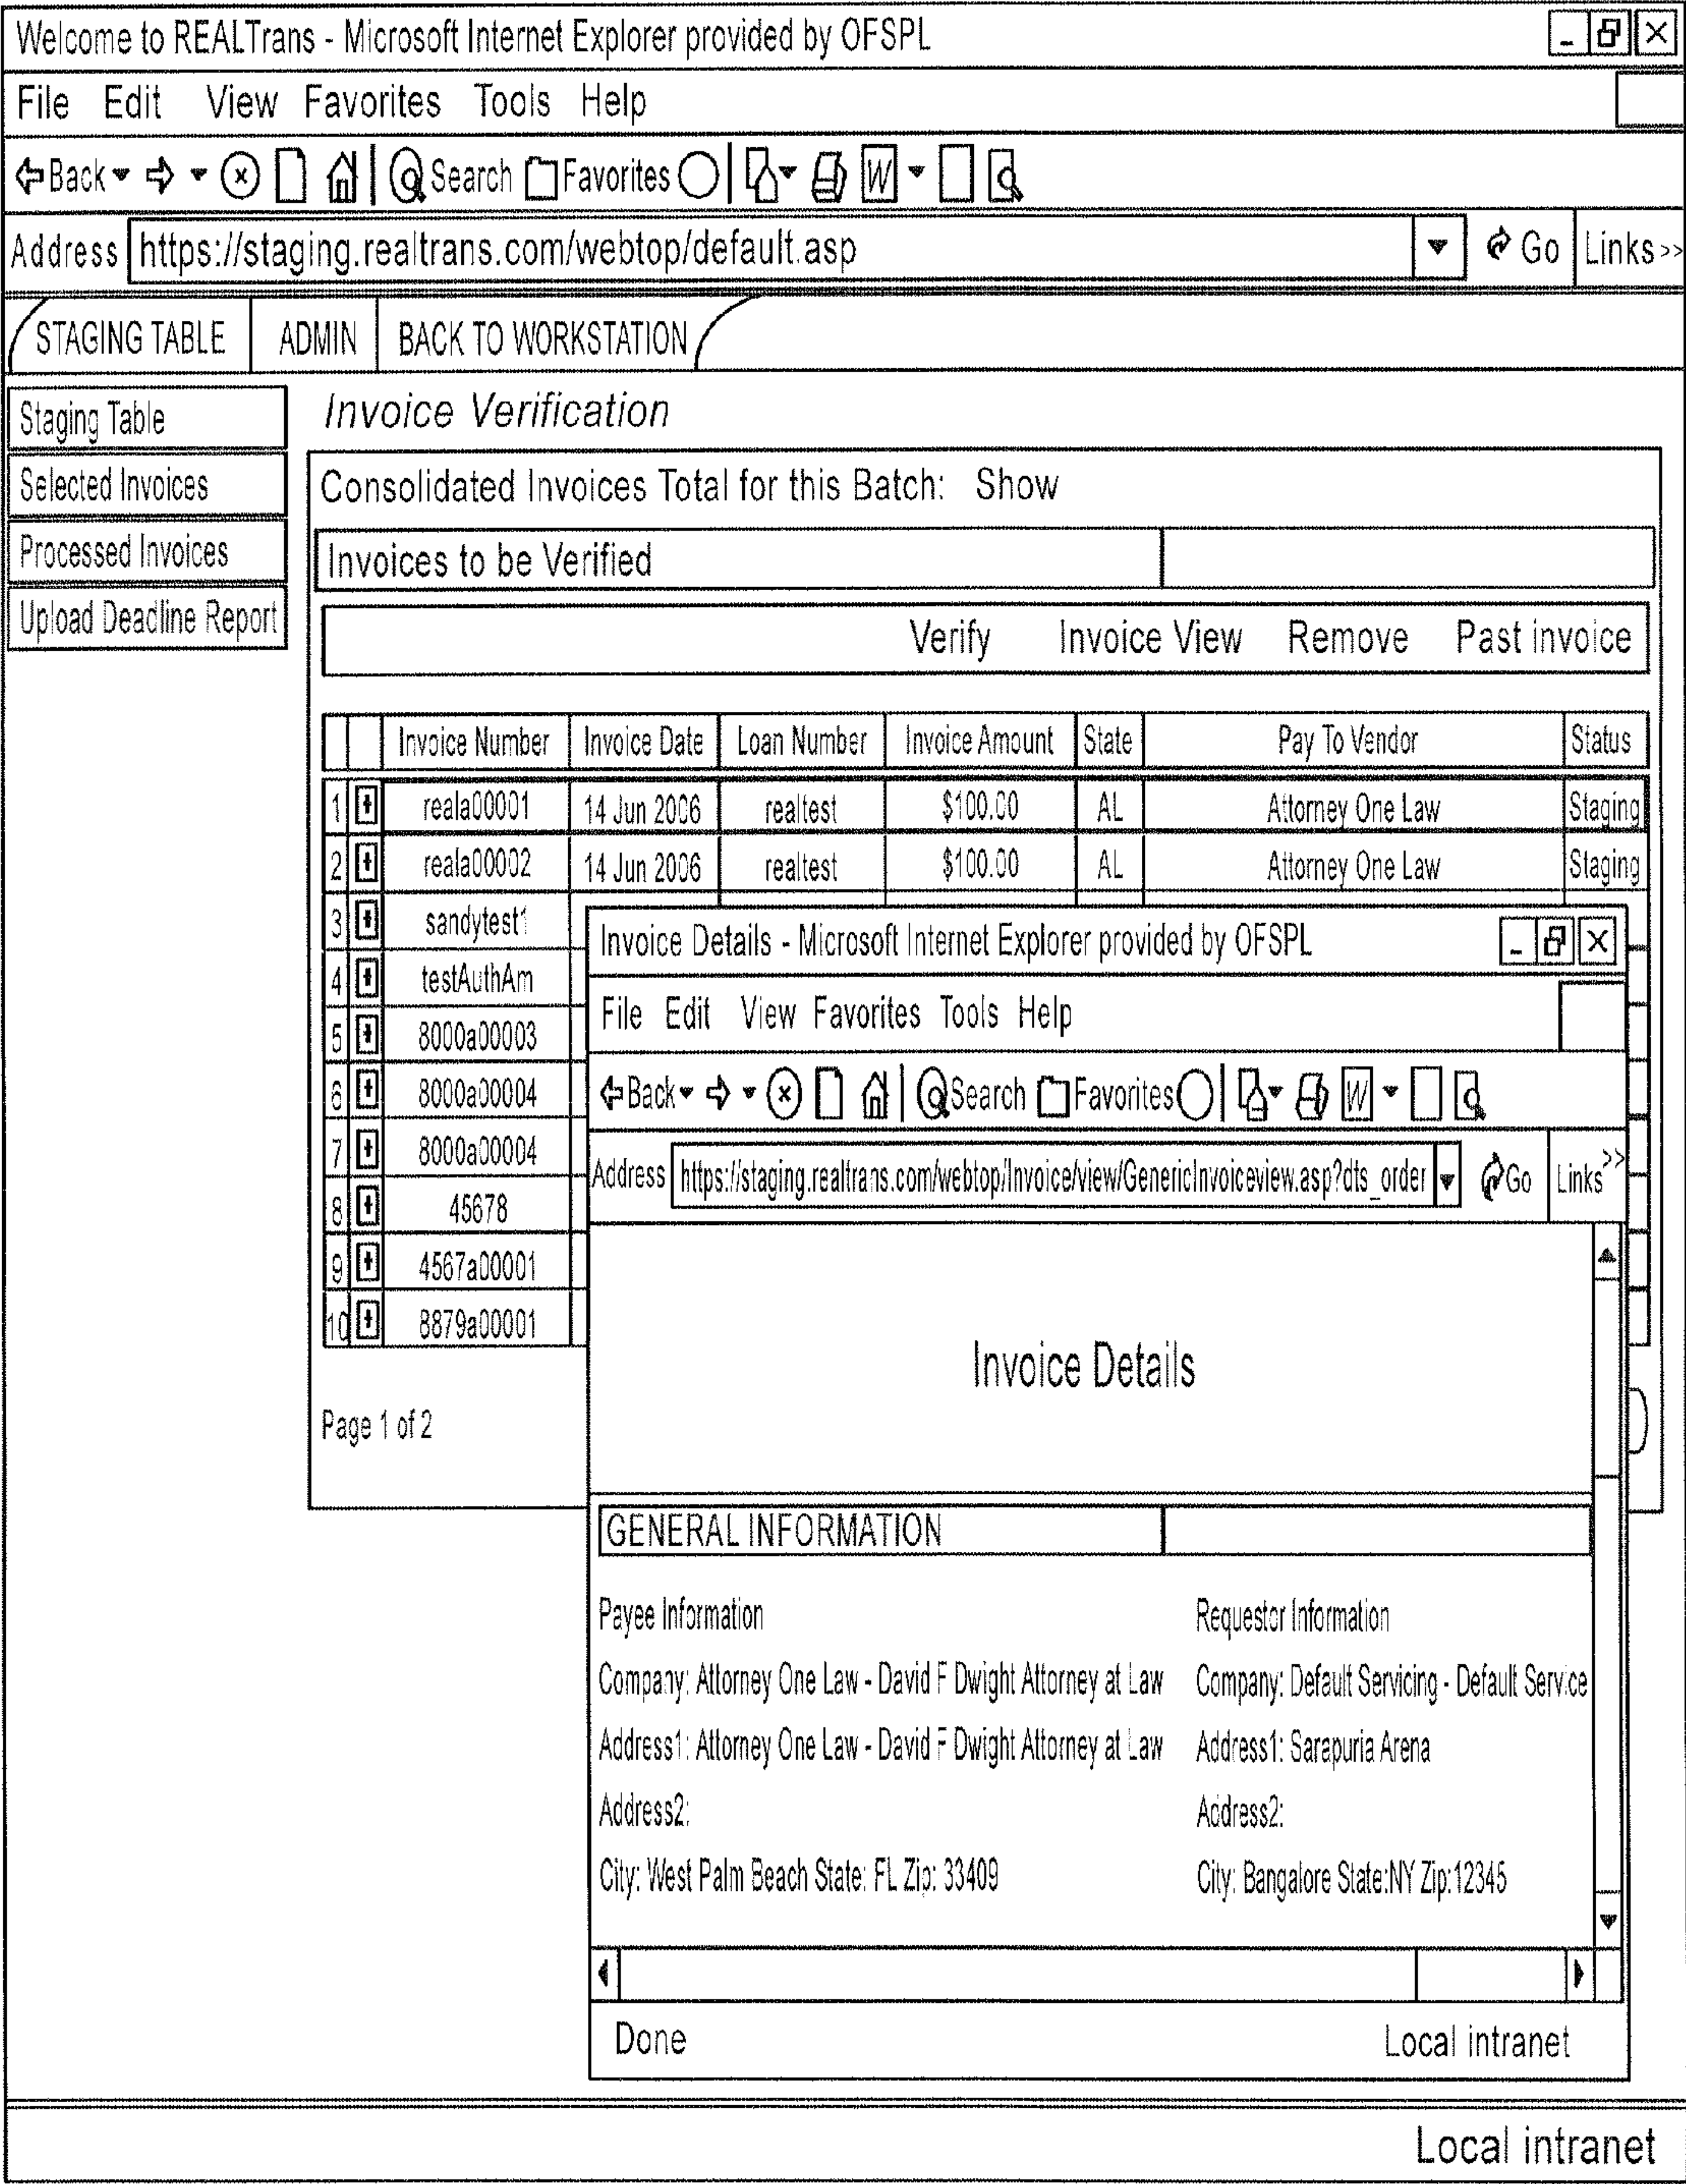 Welcome to REALTrans - Microsoft Internet Explorer provided by OFSPL
File Edit View Favorites Tools Help
Back Search Favorites W
Address https://staging.realtrans.com/webtop/default.asp Go Links >>
STAGING TABLE ADMIN BACK TO WORKSTATION
Staging Table
Selected Invoices
Processed Invoices
Upload Deadline Report
Invoice Verification
Consolidated Invoices Total for this Batch: Show
Invoices to be Verified
Verify Invoice View Remove Past invoice
Invoice Number Invoice Date Loan Number Invoice Amount State Pay To Vendor Status
1 reala00001 14 Jun 2006 realtest $100.00 AL Attorney One Law Staging
2 reala00002 14 Jun 2006 realtest $100.00 AL Attorney One Law Staging
3 sandytest1
4 testAuthAm
5 8000a00003
6 8000a00004
7 8000a00004
8 45678
9 4567a00001
10 8879a00001
Page 1 of 2
Invoice Details - Microsoft Internet Explorer provided by OFSPL
File Edit View Favorites Tools Help
Back Search Favorites W
Address https://staging.realtrans.com/webtop/Invoice/view/GenericInvoiceview.asp?dts_order Go Links >>
Invoice Details
GENERAL INFORMATION
Payee Information
Company: Attorney One Law - David F Dwight Attorney at Law
Address1: Attorney One Law - David F Dwight Attorney at Law
Address2:
City: West Palm Beach State: FL Zip: 33409
Requestor Information
Company: Default Servicing - Default Service
Address1: Sarapuria Arena
Address2:
City: Bangalore State:NY Zip:12345
Done Local intranet
Local intranet